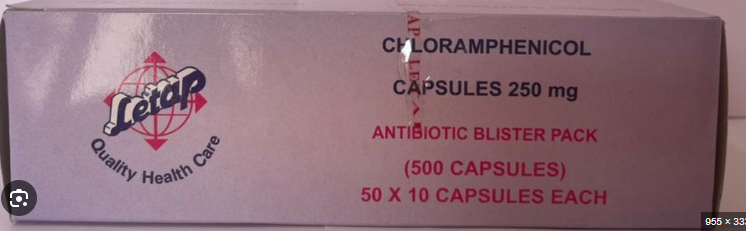 CHLORAMPHENICOL
CAPSULES 250 mg
ANTIBIOTIC BLISTER PACK
(500 CAPSULES)
50 X 10 CAPSULES EACH
Letap
Quality Health Care